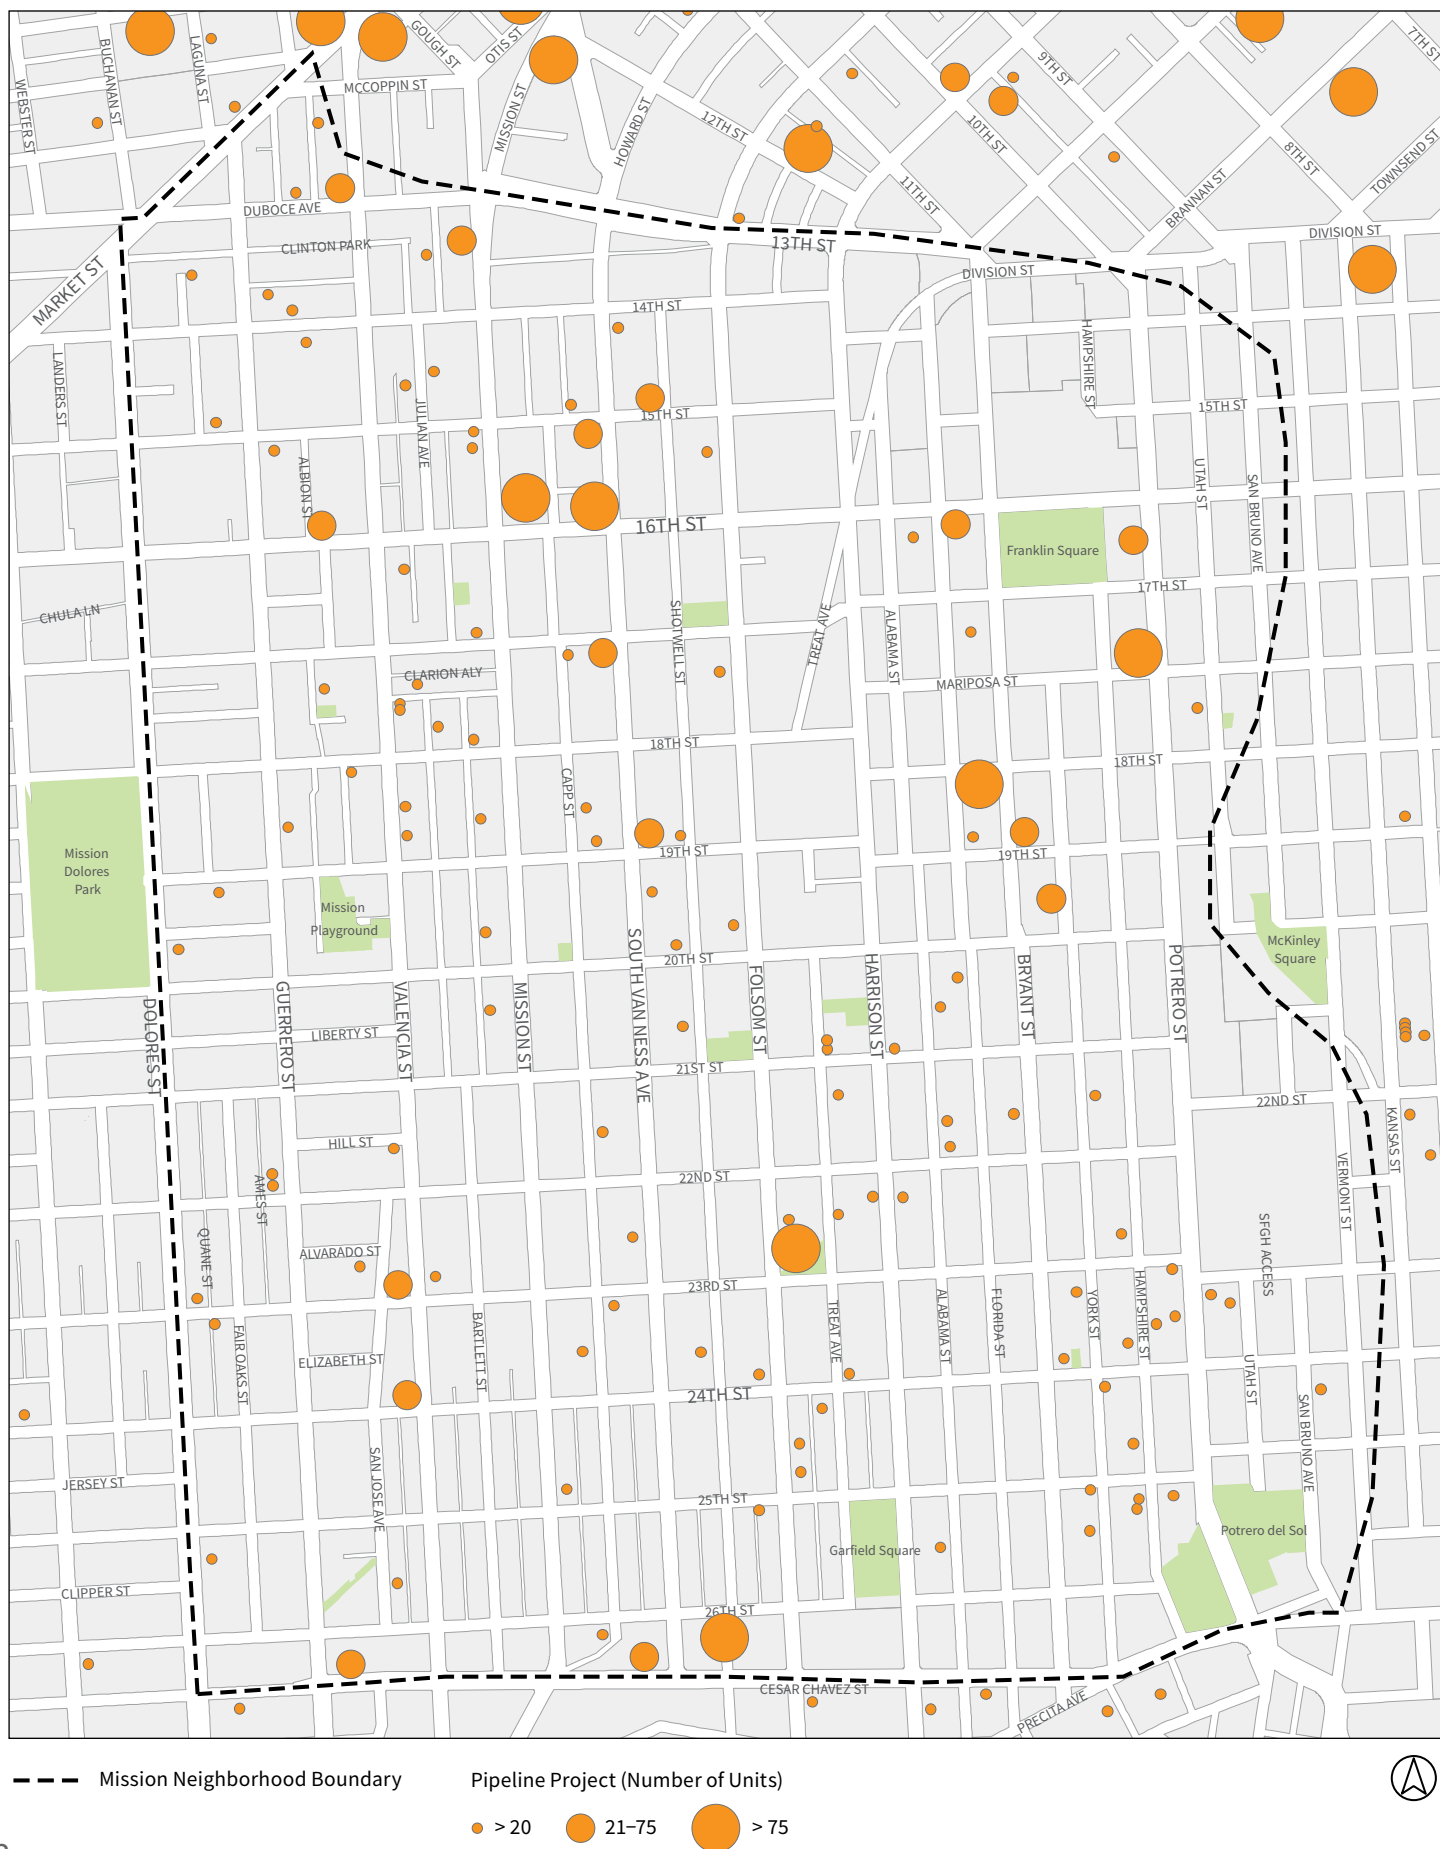 GOUGH ST
OTIS ST
7TH ST
BUCHANAN ST
LAGUNA ST
WEBSTER ST
MCCOPPIN ST
MISSION ST
HOWARD ST
12TH ST
9TH ST
10TH ST
8TH ST
TOWNSEND ST
11TH ST
BRANNAN ST
DUBOCE AVE
CLINTON PARK
13TH ST
DIVISION ST
DIVISION ST
MARKET ST
14TH ST
HAMPSHIRE ST
LANDERS ST
JULIAN AVE
15TH ST
15TH ST
ALBION ST
UTAH ST
SAN BRUNO AVE
16TH ST
Franklin Square
17TH ST
CHULA LN
SHOTWELL ST
TREAT AVE
ALABAMA ST
CLARION ALY
MARIPOSA ST
18TH ST
18TH ST
CAPP ST
Mission
Dolores
Park
19TH ST
19TH ST
Mission
Playground
McKinley
Square
20TH ST
DOLORES ST
GUERRERO ST
VALENCIA ST
MISSION ST
SOUTH VAN NESS AVE
FOLSOM ST
HARRISON ST
BRYANT ST
POTRERO ST
LIBERTY ST
21ST ST
22ND ST
KANSAS ST
HILL ST
22ND ST
AMES ST
VERMONT ST
QUANE ST
ALVARADO ST
SFGH ACCESS
23RD ST
FAIR OAKS ST
ELIZABETH ST
BARTLETT ST
TREAT AVE
ALABAMA ST
FLORIDA ST
YORK ST
HAMPSHIRE ST
UTAH ST
24TH ST
SAN BRUNO AVE
SAN JOSE AVE
JERSEY ST
25TH ST
Garfield Square
Potrero del Sol
CLIPPER ST
26TH ST
CESAR CHAVEZ ST
PRECITA AVE
Mission Neighborhood Boundary
Pipeline Project (Number of Units)
> 20
21–75
> 75